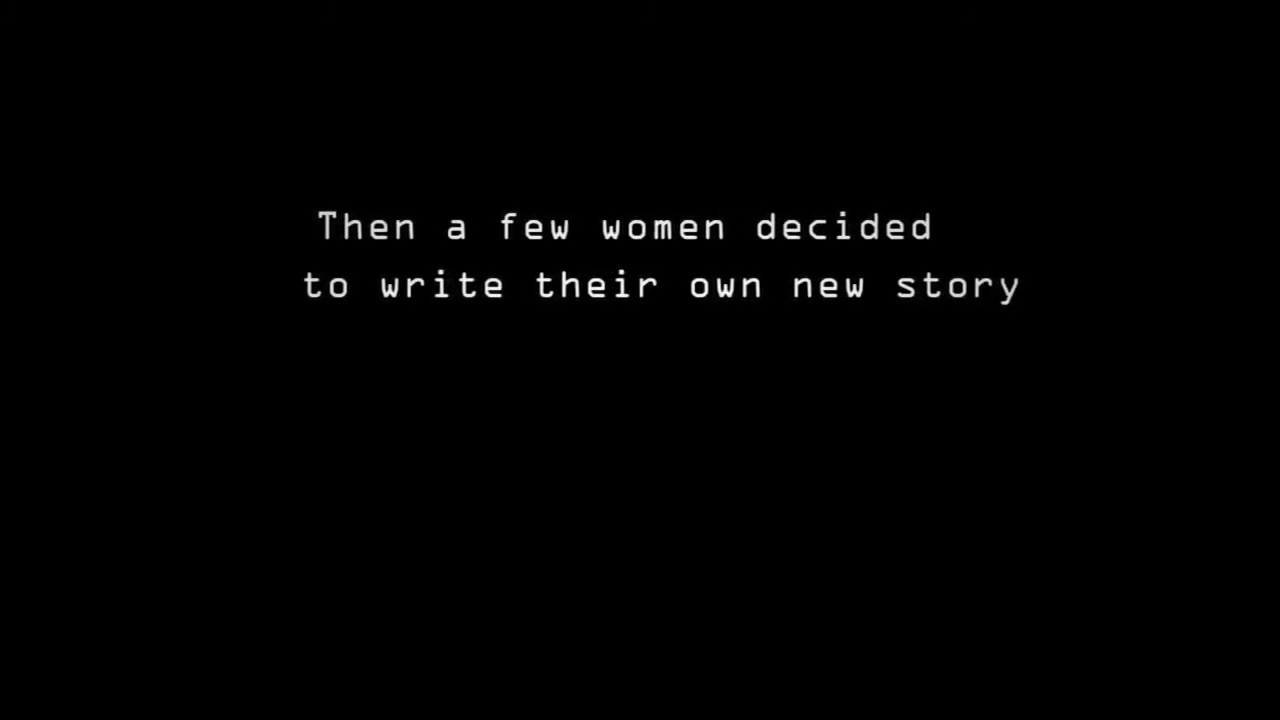 Then a few women decided
to write their own new story